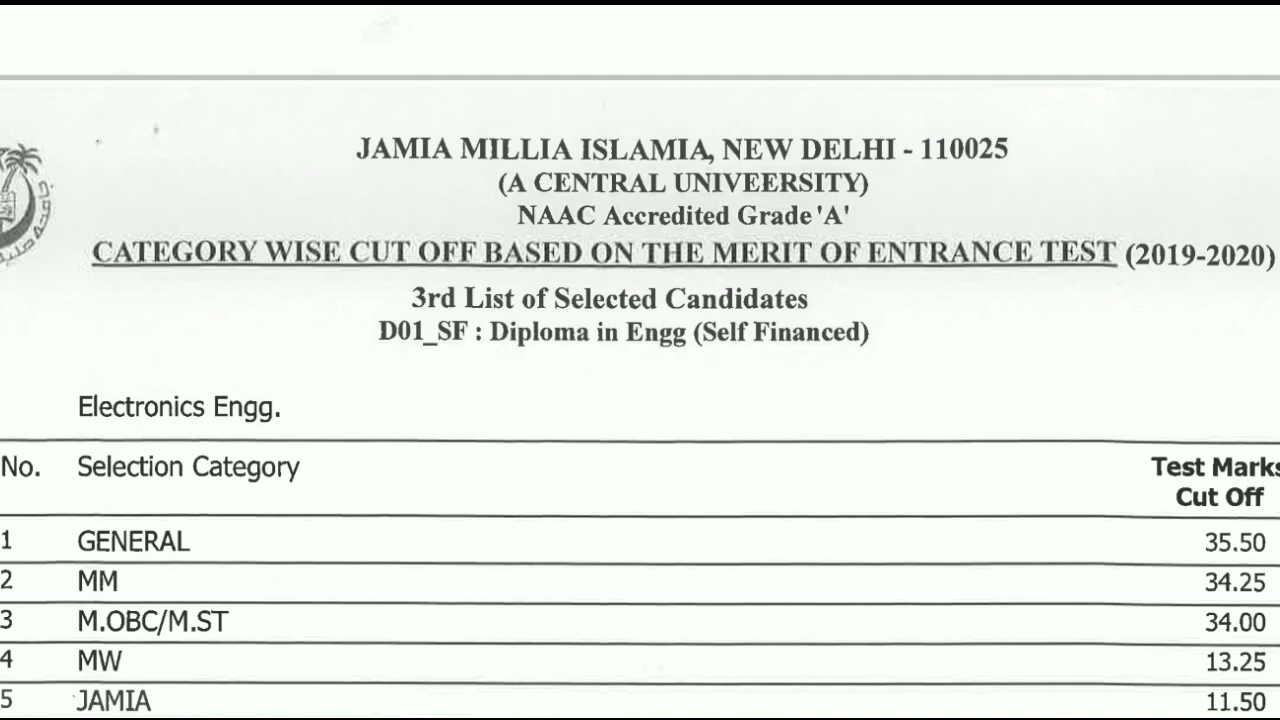 JAMIA MILLIA ISLAMIA, NEW DELHI - 110025
(A CENTRAL UNIVEERSITY)
NAAC Accredited Grade 'A'
CATEGORY WISE CUT OFF BASED ON THE MERIT OF ENTRANCE TEST (2019-2020)
3rd List of Selected Candidates
D01_SF : Diploma in Engg (Self Financed)
Electronics Engg.
No. Selection Category Test Marks
Cut Off
1 GENERAL 35.50
2 MM 34.25
3 M.OBC/M.ST 34.00
4 MW 13.25
5 JAMIA 11.50